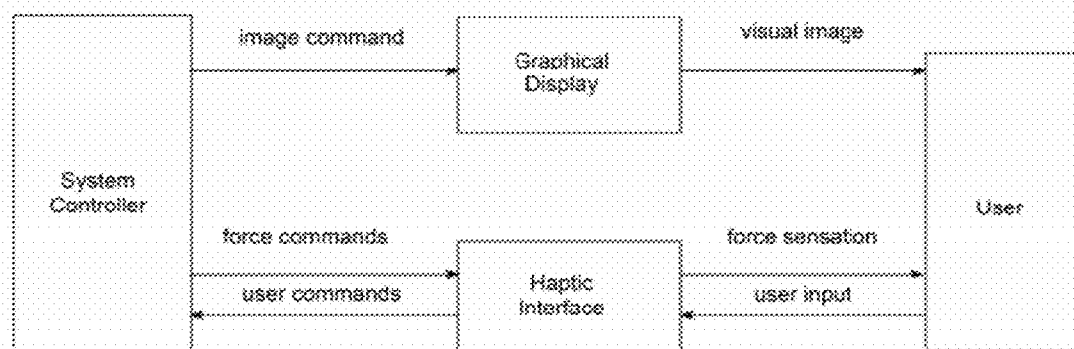 image command
visual image
Graphical
Display
System
Controller
User
force commands
force sensation
Haptic
Interface
user commands
user input